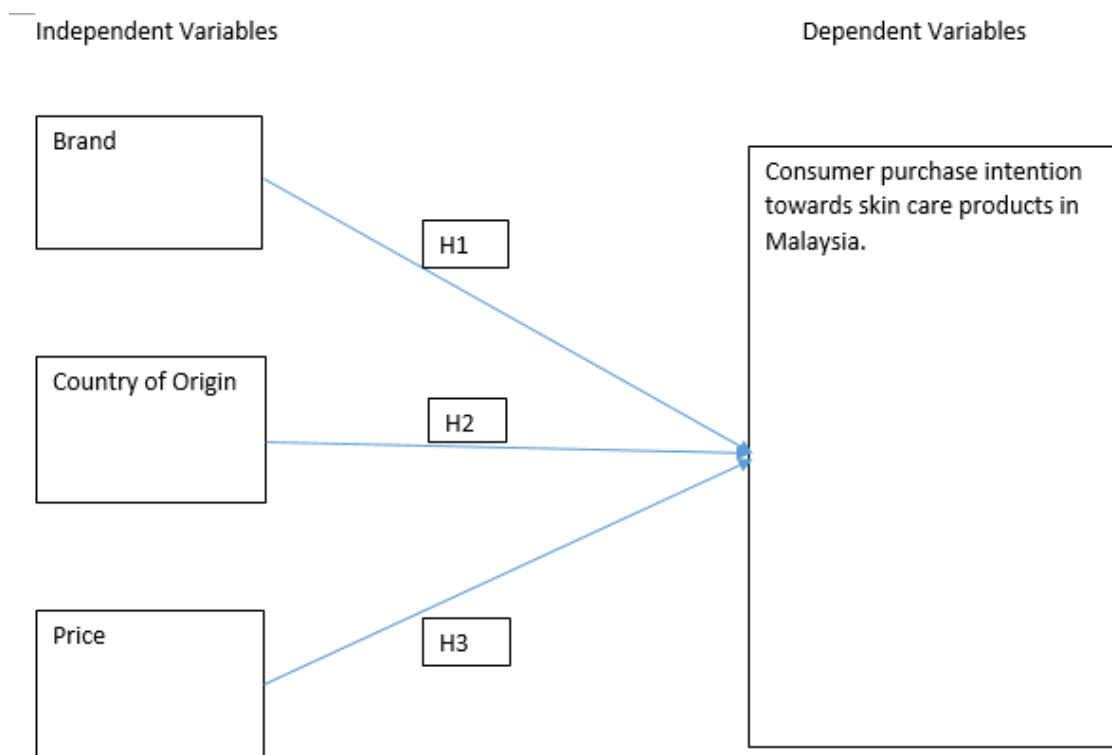 Independent Variables
Dependent Variables
Brand
Consumer purchase intention
towards skin care products in
Malaysia.
H1
Country of Origin
H2
Price
H3